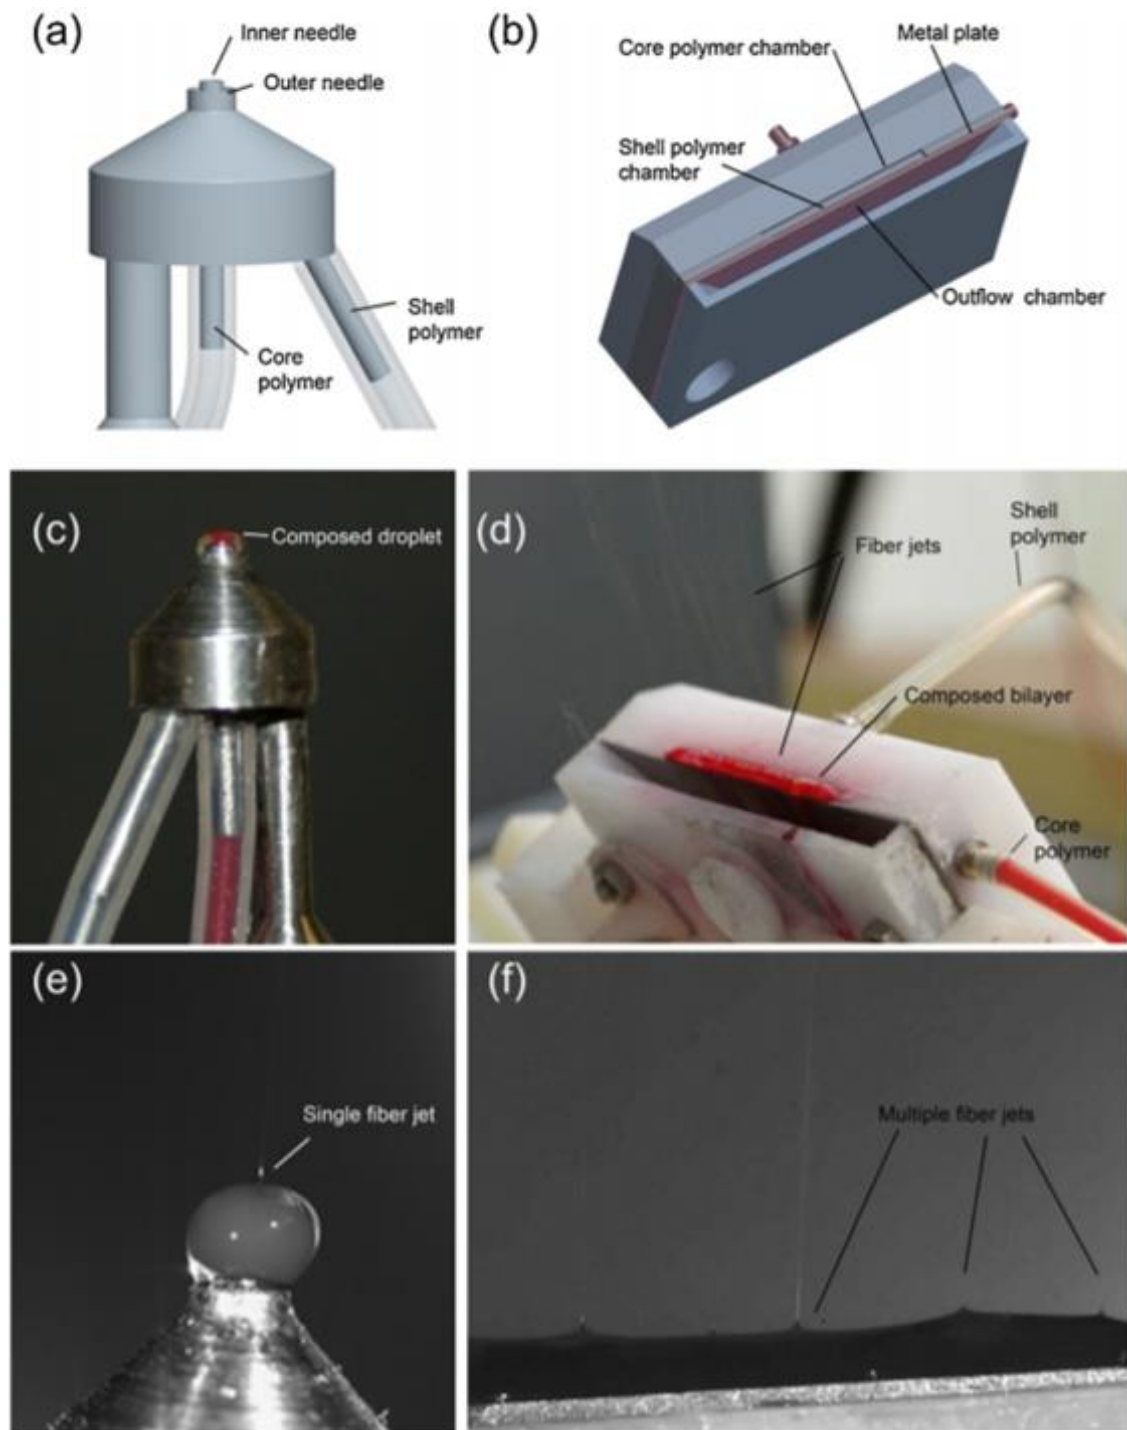 (a)
Inner needle
Outer needle
Shell
polymer
Core
polymer
(b)
Metal plate
Core polymer chamber
Shell polymer
chamber
Outflow chamber
(c)
Composed droplet
(d)
Shell
polymer
Fiber jets
Composed bilayer
Core
polymer
(e)
Single fiber jet
(f)
Multiple fiber jets